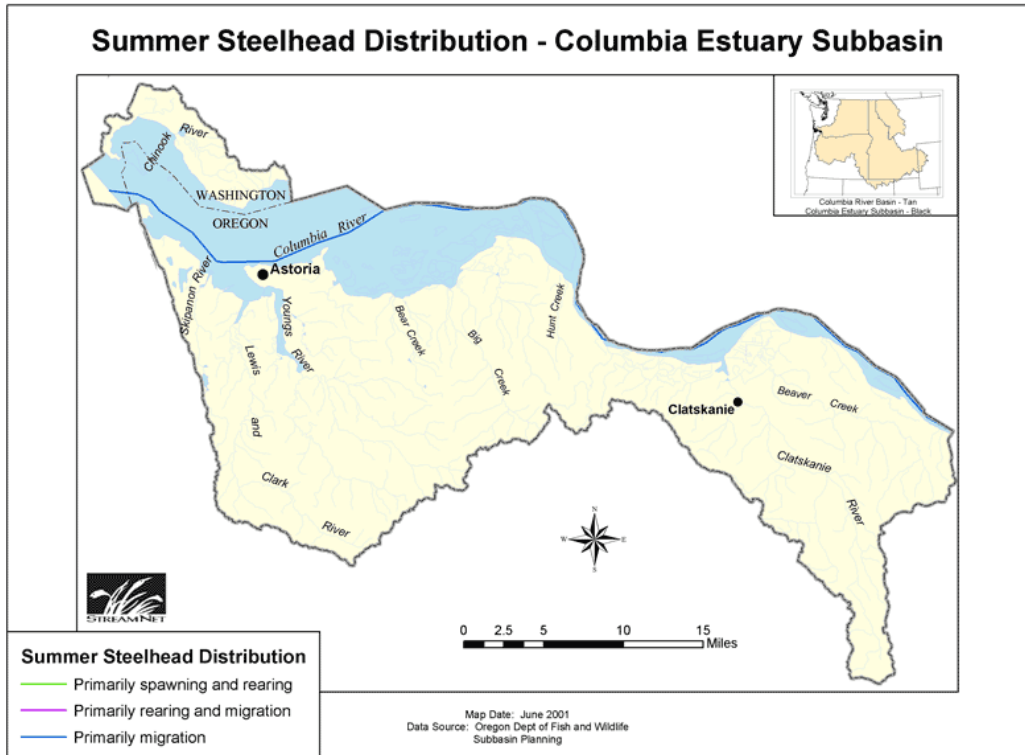 Summer Steelhead Distribution - Columbia Estuary Subbasin
Columbia River Basin - Tan
Columbia Estuary Subbasin - Black
Chinook River
WASHINGTON
OREGON
Columbia River
Astoria
Skipanon River
Youngs River
Lewis and Clark River
Bear Creek
Big Creek
Hunt Creek
Clatskanie
Beaver Creek
Clatskanie River
N
W E
S
STREAMNET
0 2.5 5 10 15
Miles
Summer Steelhead Distribution
Primarily spawning and rearing
Primarily rearing and migration
Primarily migration
Map Date: June 2001
Data Source: Oregon Dept of Fish and Wildlife
Subbasin Planning